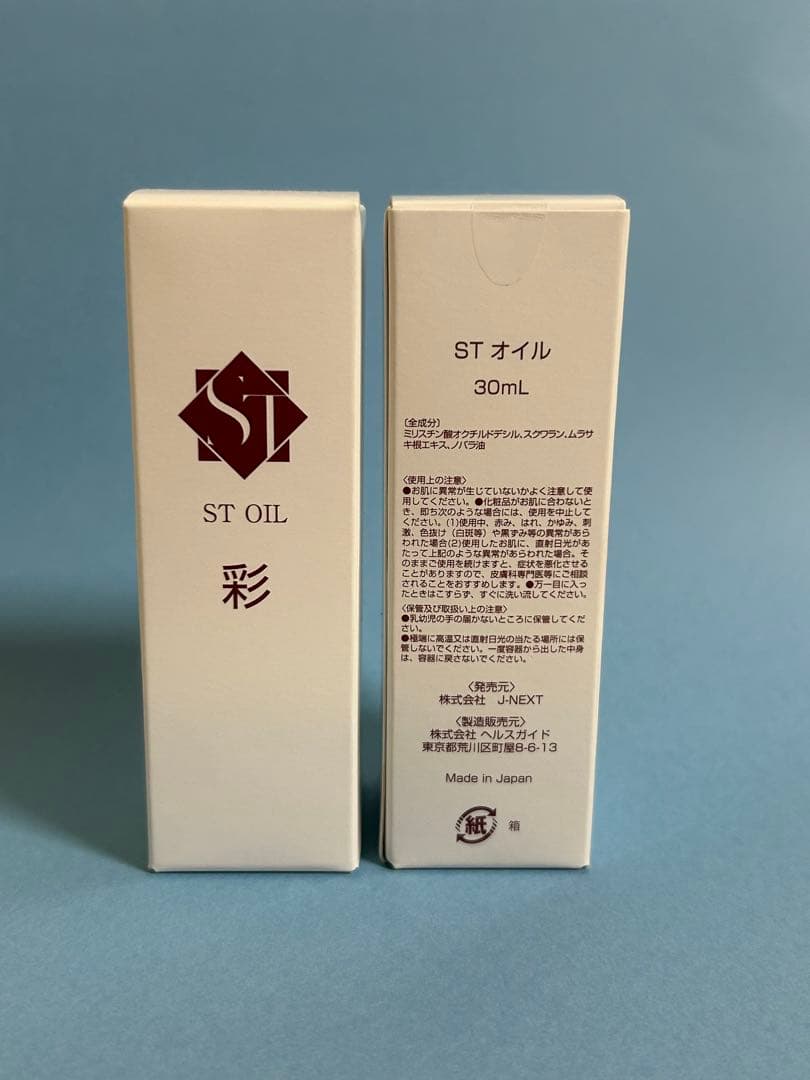 ST
ST OIL
彩
ST オイル
30mL
〔全成分〕
ミリスチン酸オクチルドデシル、スクワラン、ムラサ
キ根エキス、ノバラ油
〈使用上の注意〉
●お肌に異常が生じていないかよく注意して使
用してください。●化粧品がお肌に合わないと
き、即ち次のような場合には、使用を中止して
ください。(1)使用中、赤み、はれ、かゆみ、刺
激、色抜け（白斑等）や黒ずみ等の異常があら
われた場合(2)使用したお肌に、直射日光があ
たって上記のような異常があらわれた場合。そ
のままご使用を続けますと、症状を悪化させる
ことがありますので、皮膚科専門医等にご相談
されることをおすすめします。●万一目に入っ
たときはこすらず、すぐに洗い流してください。
〈保管及び取扱い上の注意〉
●乳幼児の手の届かないところに保管してくだ
さい。
●極端に高温又は直射日光の当たる場所には保
管しないでください。一度容器から出した中身
は、容器に戻さないでください。
〈発売元〉
株式会社　J-NEXT
〈製造販売元〉
株式会社 ヘルスガイド
東京都荒川区町屋8-6-13
Made in Japan
紙 箱